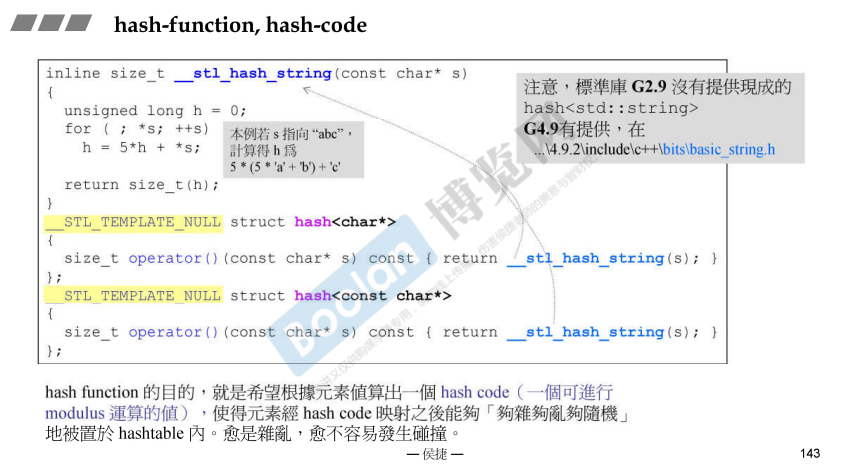 hash-function, hash-code
inline size_t __stl_hash_string(const char* s)
{
unsigned long h = 0;
for ( ; *s; ++s)
h = 5*h + *s;
return size_t(h);
}
本例若 s 指向 “abc”，
計算得 h 爲
5 * (5 * 'a' + 'b') + 'c'
注意，標準庫 G2.9 沒有提供現成的
hash<std::string>
G4.9有提供，在
...\4.9.2\include\c++\bits\basic_string.h
__STL_TEMPLATE_NULL struct hash<char*>
{
size_t operator()(const char* s) const { return __stl_hash_string(s); }
};
__STL_TEMPLATE_NULL struct hash<const char*>
{
size_t operator()(const char* s) const { return __stl_hash_string(s); }
};
Boolan
博览网
hash function 的目的，就是希望根據元素値算出一個 hash code（一個可進行
modulus 運算的値），使得元素經 hash code 映射之後能夠「夠雜夠亂夠隨機」
地被置於 hashtable 內。愈是雜亂，愈不容易發生碰撞。
— 侯捷 —
143